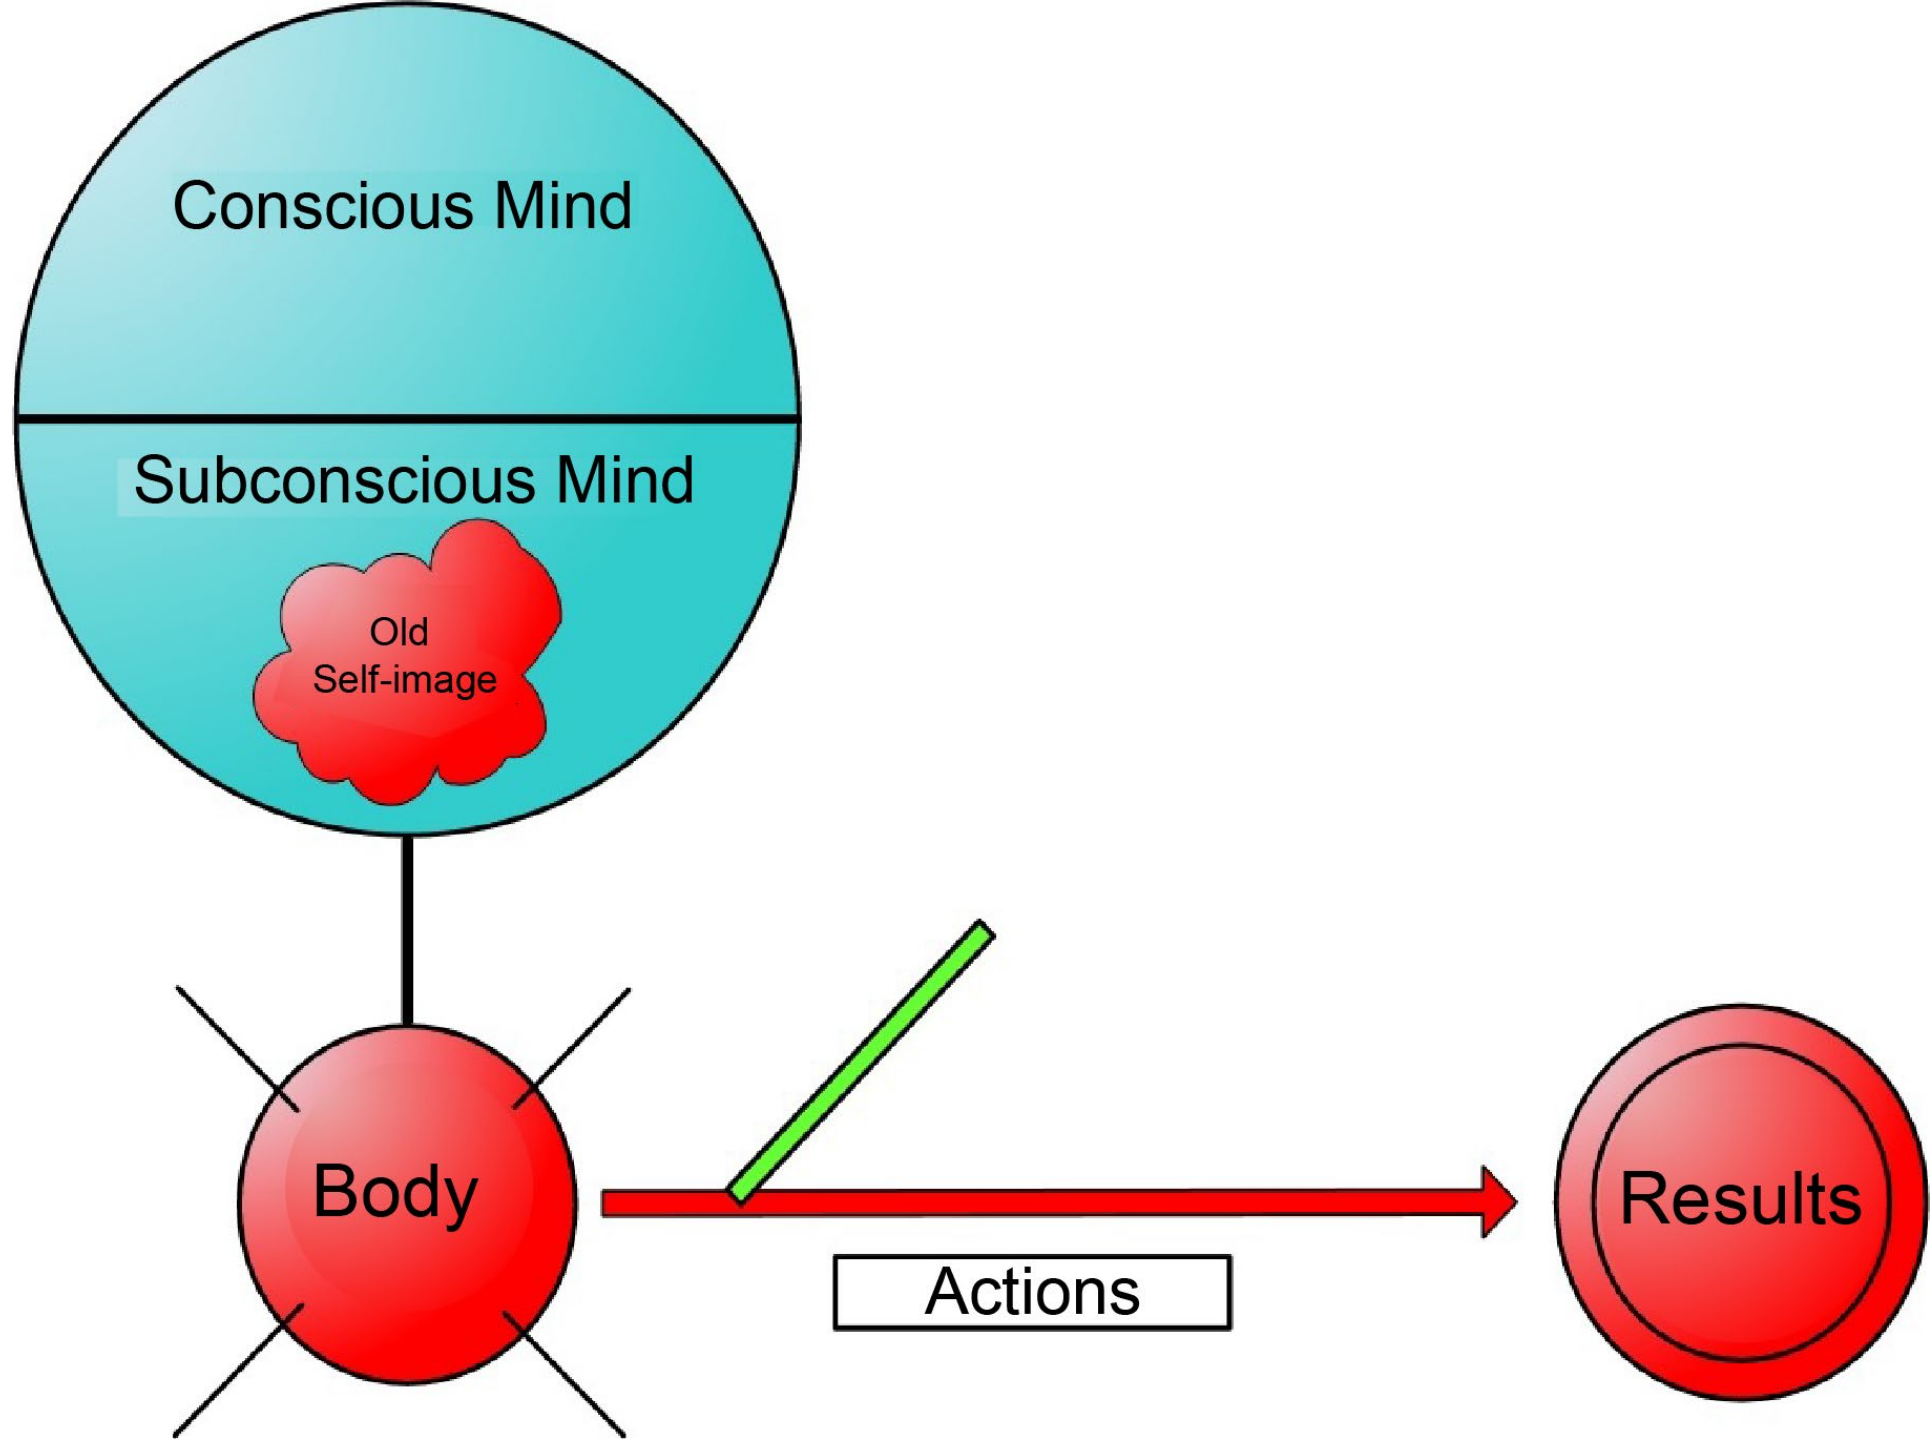 Conscious Mind
Subconscious Mind
Old
Self-image
Body
Results
Actions